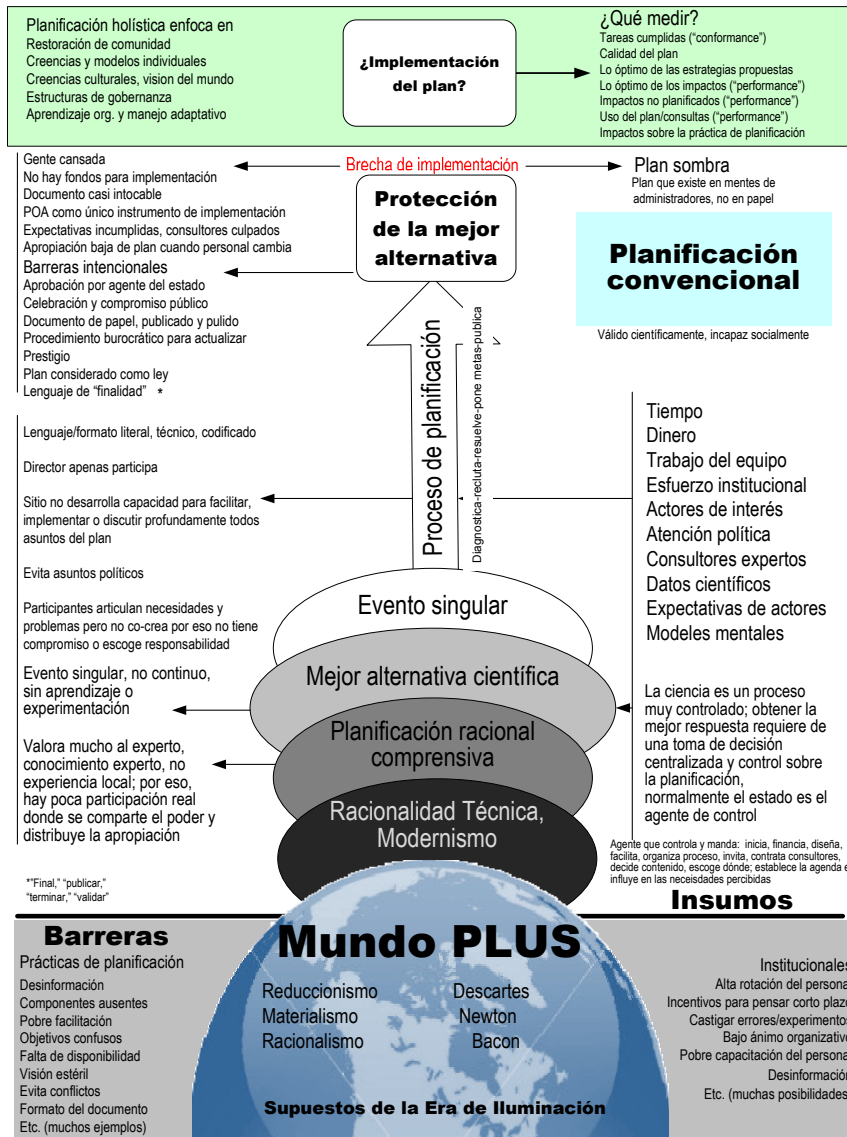 Planificación holística enfoca en
Restoración de comunidad
Creencias y modelos individuales
Creencias culturales, vision del mundo
Estructuras de gobernanza
Aprendizaje org. y manejo adaptativo
¿Implementación
del plan?
¿Qué medir?
Tareas cumplidas (“conformance”)
Calidad del plan
Lo óptimo de las estrategias propuestas
Lo óptimo de los impactos (“performance”)
Impactos no planificados (“performance”)
Uso del plan/consultas (“performance”)
Impactos sobre la práctica de planificación
Gente cansada
No hay fondos para implementación
Documento casi intocable
POA como único instrumento de implementación
Expectativas incumplidas, consultores culpados
Apropiación baja de plan cuando personal cambia
Barreras intencionales
Aprobación por agente del estado
Celebración y compromiso público
Documento de papel, publicado y pulido
Procedimiento burocrático para actualizar
Prestigio
Plan considerado como ley
Lenguaje de “finalidad” *
Brecha de implementación
Protección
de la mejor
alternativa
Plan sombra
Plan que existe en mentes de
administradores, no en papel
Planificación
convencional
Válido científicamente, incapaz socialmente
Proceso de planificación
Diagnostica-recluta-resuelve-pone metas-publica
Lenguaje/formato literal, técnico, codificado
Director apenas participa
Sitio no desarrolla capacidad para facilitar,
implementar o discutir profundamente todos
asuntos del plan
Evita asuntos políticos
Participantes articulan necesidades y
problemas pero no co-crea por eso no tiene
compromiso o escoge responsabilidad
Evento singular, no continuo,
sin aprendizaje o
experimentación
Valora mucho al experto,
conocimiento experto, no
experiencia local; por eso,
hay poca participación real
donde se comparte el poder y
distribuye la apropiación
*”Final,” “publicar,”
“terminar,” “validar”
Evento singular
Mejor alternativa científica
Planificación racional
comprensiva
Racionalidad Técnica,
Modernismo
Tiempo
Dinero
Trabajo del equipo
Esfuerzo institucional
Actores de interés
Atención política
Consultores expertos
Datos científicos
Expectativas de actores
Modeles mentales
La ciencia es un proceso
muy controlado; obtener la
mejor respuesta requiere de
una toma de decisión
centralizada y control sobre
la planificación,
normalmente el estado es el
agente de control
Agente que controla y manda: inicia, financia, diseña,
facilita, organiza proceso, invita, contrata consultores,
decide contenido, escoge dónde; establece la agenda e
influye en las neceisdades percibidas
Insumos
Barreras
Prácticas de planificación
Desinformación
Componentes ausentes
Pobre facilitación
Objetivos confusos
Falta de disponibilidad
Visión estéril
Evita conflictos
Formato del documento
Etc. (muchos ejemplos)
Mundo PLUS
Reduccionismo
Materialismo
Racionalismo
Descartes
Newton
Bacon
Supuestos de la Era de Iluminación
Institucionales
Alta rotación del persona
Incentivos para pensar corto plazo
Castigar errores/experimentos
Bajo ánimo organizativo
Pobre capacitación del persona
Desinformación
Etc. (muchas posibilidades